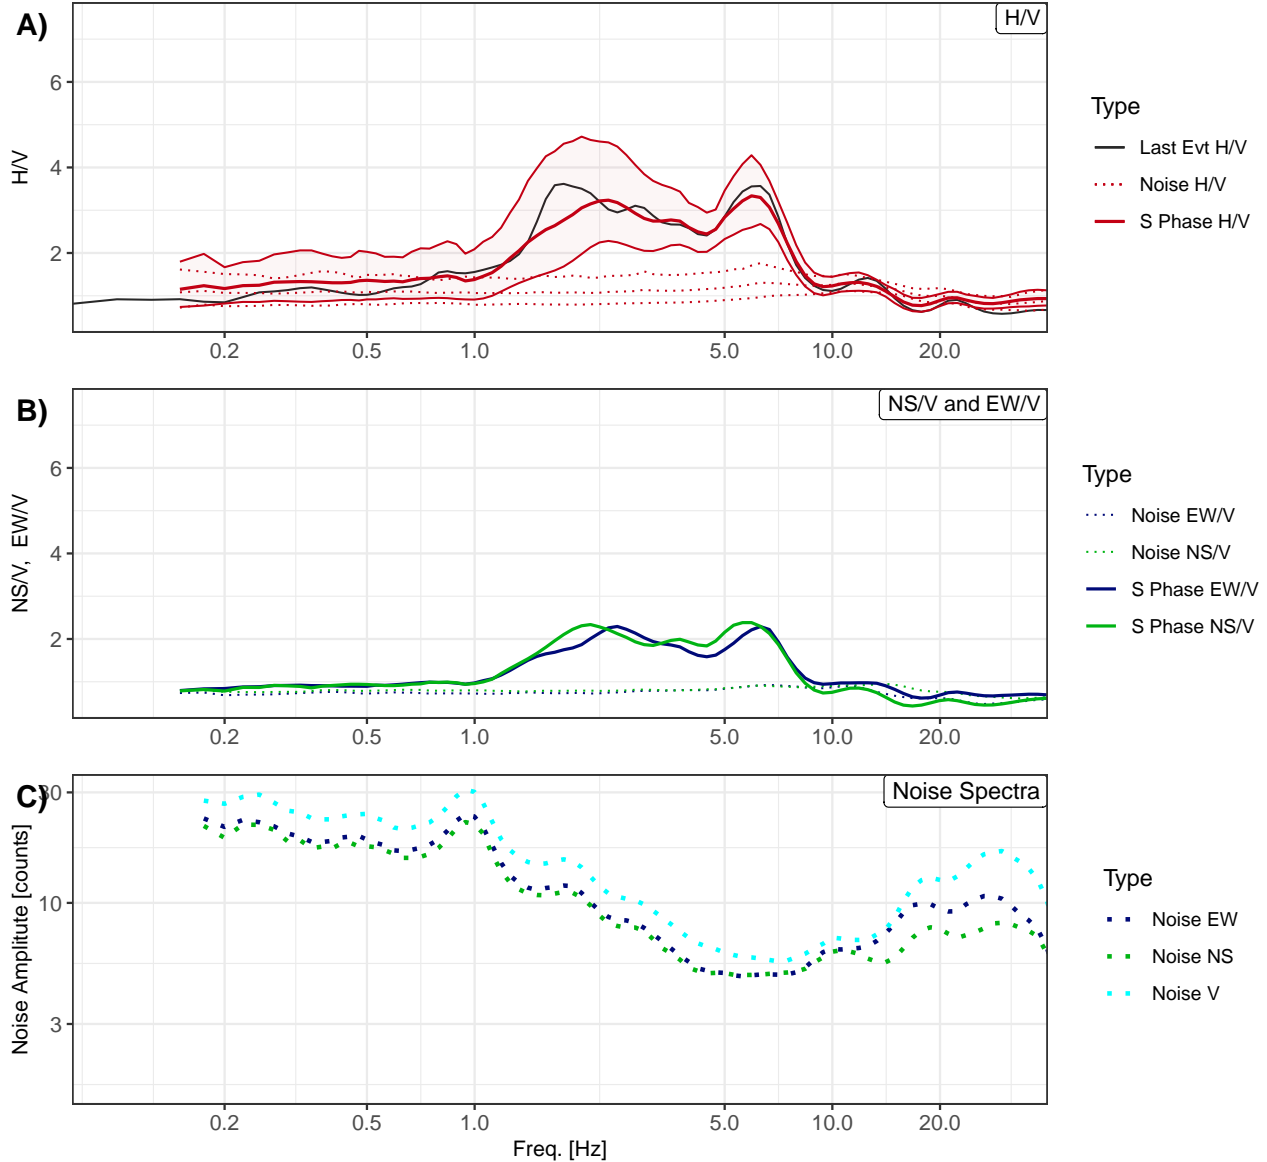 A)
H/V
H/V
6
4
2
0.2 0.5 1.0 5.0 10.0 20.0
Type
Last Evt H/V
Noise H/V
S Phase H/V
B)
NS/V and EW/V
NS/V, EW/V
6
4
2
0.2 0.5 1.0 5.0 10.0 20.0
Type
Noise EW/V
Noise NS/V
S Phase EW/V
S Phase NS/V
C)
Noise Spectra
Noise Amplitute [counts]
30
10
3
0.2 0.5 1.0 5.0 10.0 20.0
Freq. [Hz]
Type
Noise EW
Noise NS
Noise V